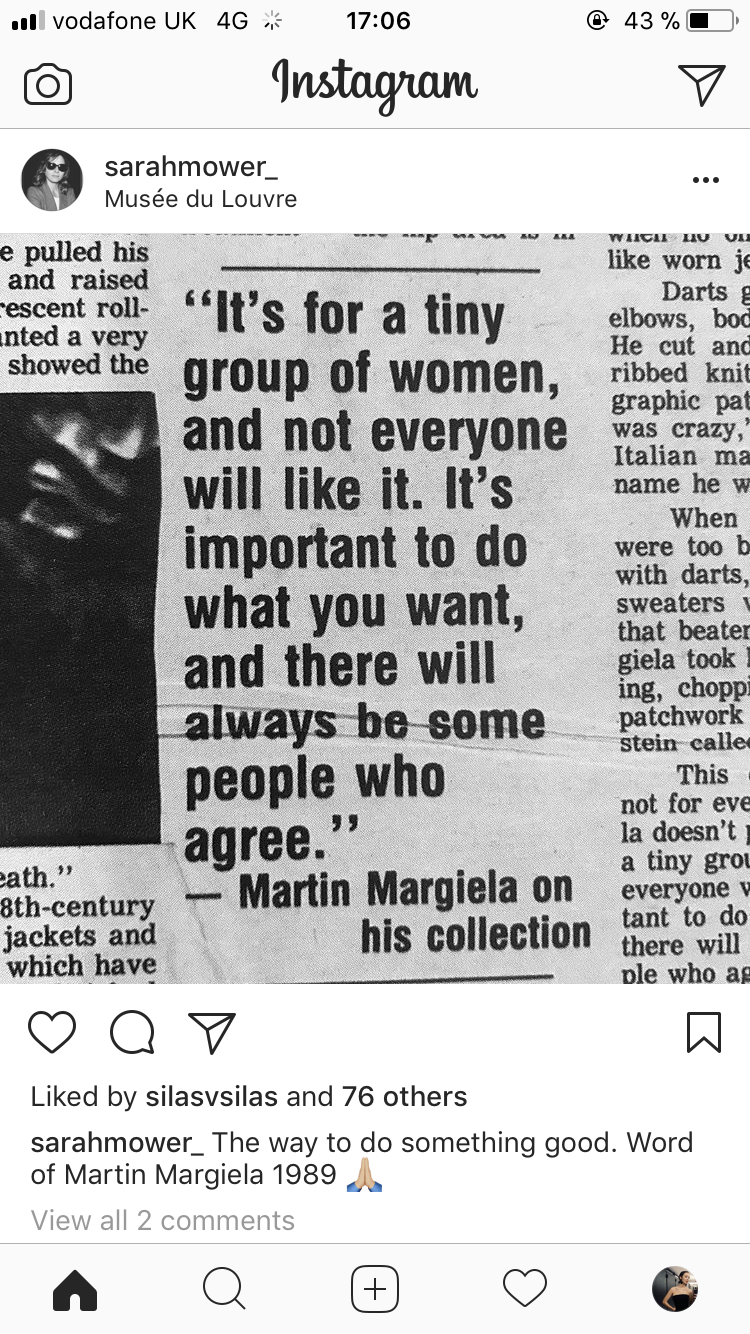 vodafone UK 4G 17:06 43 %
Instagram
sarahmower_
Musée du Louvre
e pulled his
and raised
rescent roll-
anted a very
showed the
eath."
8th-century
jackets and
which have
“It’s for a tiny
group of women,
and not everyone
will like it. It’s
important to do
what you want,
and there will
always be some
people who
agree.”
— Martin Margiela on
his collection
like worn je
Darts g
elbows, bod
He cut and
ribbed knit
graphic pat
was crazy,"
Italian ma
name he w
When
were too b
with darts,
sweaters
that beaten
giela took
ing, choppi
patchwork
stein calle
This
not for eve
la doesn't
a tiny grou
everyone w
tant to do
there will
ple who ag
Liked by silasvsilas and 76 others
sarahmower_ The way to do something good. Word
of Martin Margiela 1989 🙏🏼
View all 2 comments